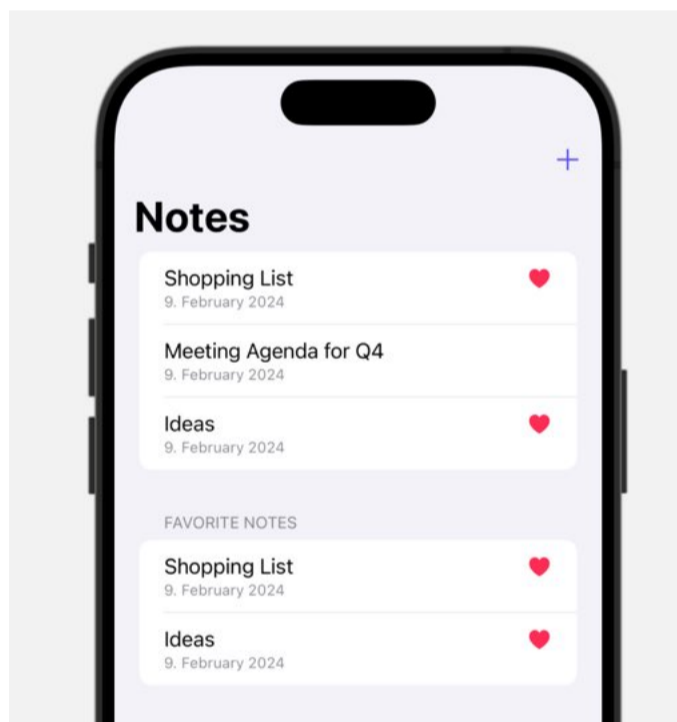 Notes
Shopping List
9. February 2024
Meeting Agenda for Q4
9. February 2024
Ideas
9. February 2024
FAVORITE NOTES
Shopping List
9. February 2024
Ideas
9. February 2024